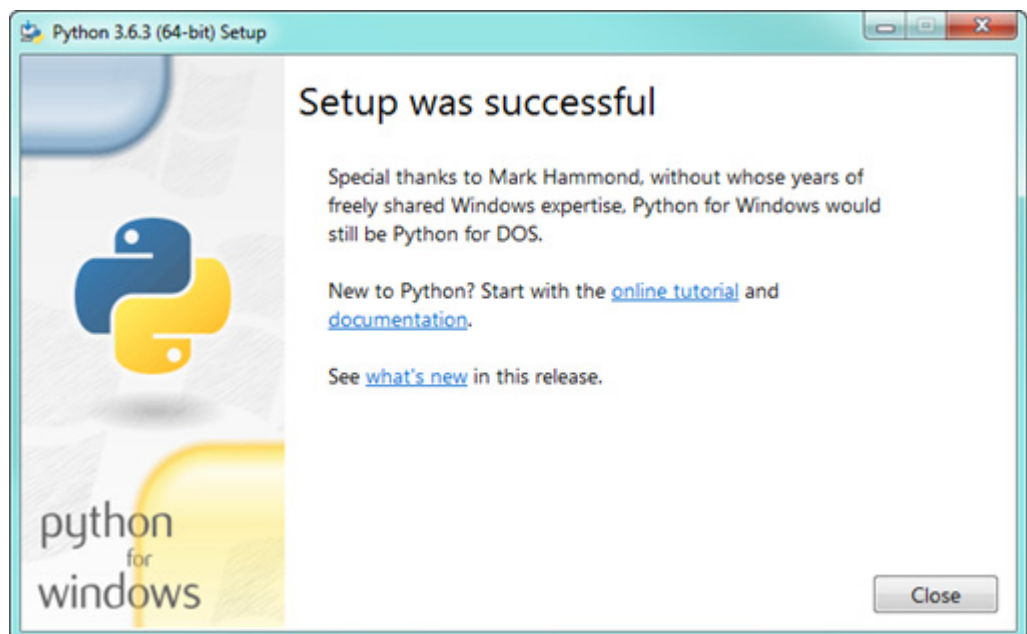 Python 3.6.3 (64-bit) Setup
Setup was successful
Special thanks to Mark Hammond, without whose years of
freely shared Windows expertise, Python for Windows would
still be Python for DOS.
New to Python? Start with the online tutorial and
documentation.
See what's new in this release.
python
for
windows
Close